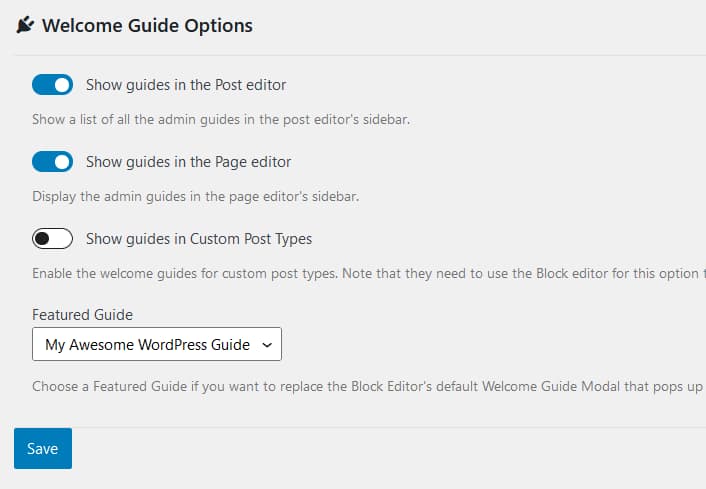 Welcome Guide Options
Show guides in the Post editor
Show a list of all the admin guides in the post editor's sidebar.
Show guides in the Page editor
Display the admin guides in the page editor's sidebar.
Show guides in Custom Post Types
Enable the welcome guides for custom post types. Note that they need to use the Block editor for this option
Featured Guide
My Awesome WordPress Guide
Choose a Featured Guide if you want to replace the Block Editor's default Welcome Guide Modal that pops up
Save